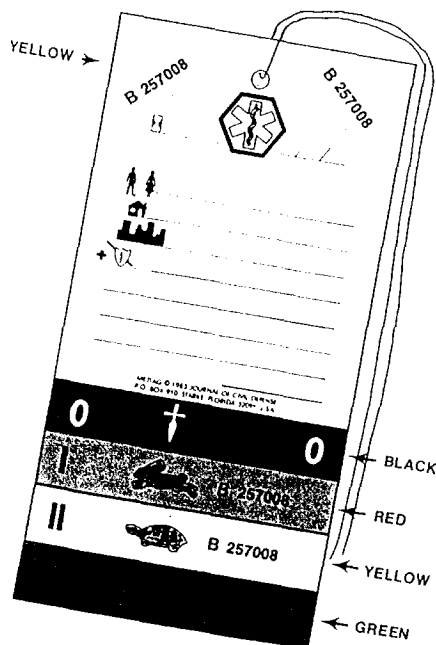 YELLOW
B 257008
B 257008
METTAG © 1983 JOURNAL OF CIVIL DEFENSE
P.O. BOX 910 STARKE, FLORIDA U.S.A.
0
0
BLACK
I
B 257008
RED
II
B 257008
YELLOW
GREEN